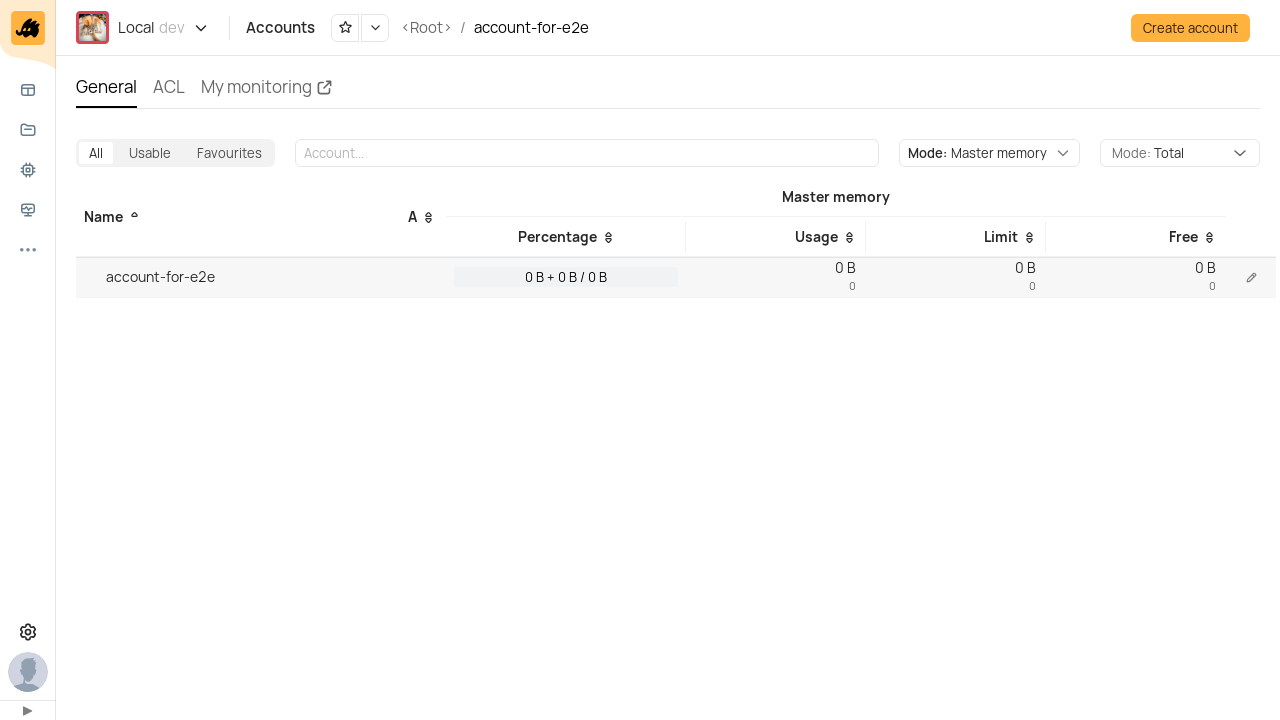 Local dev
Accounts
<Root> / account-for-e2e
Create account
General ACL My monitoring
All Usable Favourites
Account...
Mode: Master memory
Mode: Total
Master memory
Name A
Percentage Usage Limit Free
account-for-e2e 0 B + 0 B / 0 B 0 B 0 B 0 B
0 0 0